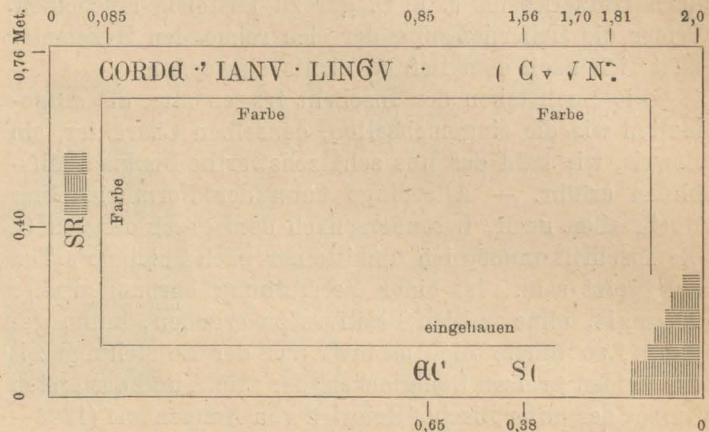 0 0,085 0,85 1,56 1,70 1,81 2,0
0,76 Met.
CORDE · IANV · LINGV ·
Farbe Farbe
Farbe
0,40
SR
eingehauen
0
0,65 0,38 0